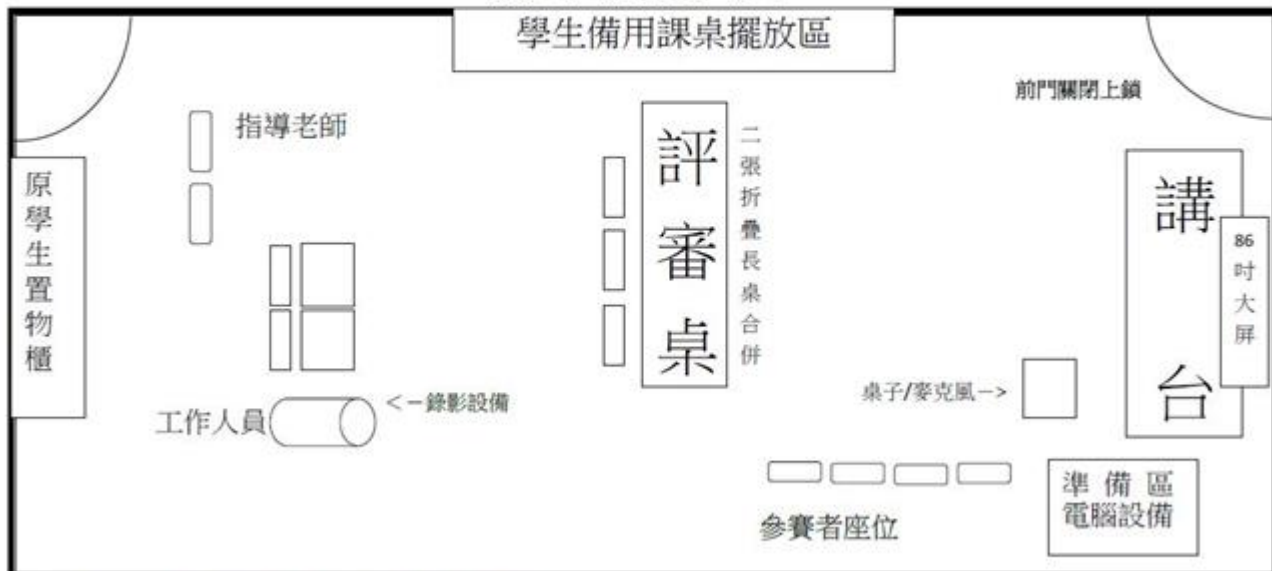 學生備用課桌擺放區
前門關閉上鎖
指導老師
原學生置物櫃
評審桌
二張折疊長桌合併
講台
86吋大屏
桌子/麥克風－>
<－錄影設備
工作人員
參賽者座位
準備區
電腦設備